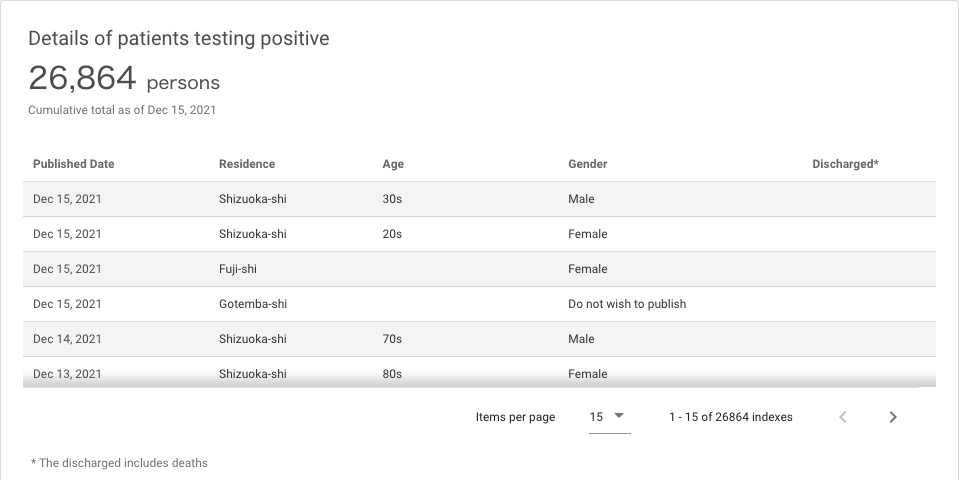 Details of patients testing positive
26,864 persons
Cumulative total as of Dec 15, 2021
Published Date Residence Age Gender Discharged*
Dec 15, 2021 Shizuoka-shi 30s Male
Dec 15, 2021 Shizuoka-shi 20s Female
Dec 15, 2021 Fuji-shi Female
Dec 15, 2021 Gotemba-shi Do not wish to publish
Dec 14, 2021 Shizuoka-shi 70s Male
Dec 13, 2021 Shizuoka-shi 80s Female
Items per page 15 1 - 15 of 26864 indexes
* The discharged includes deaths